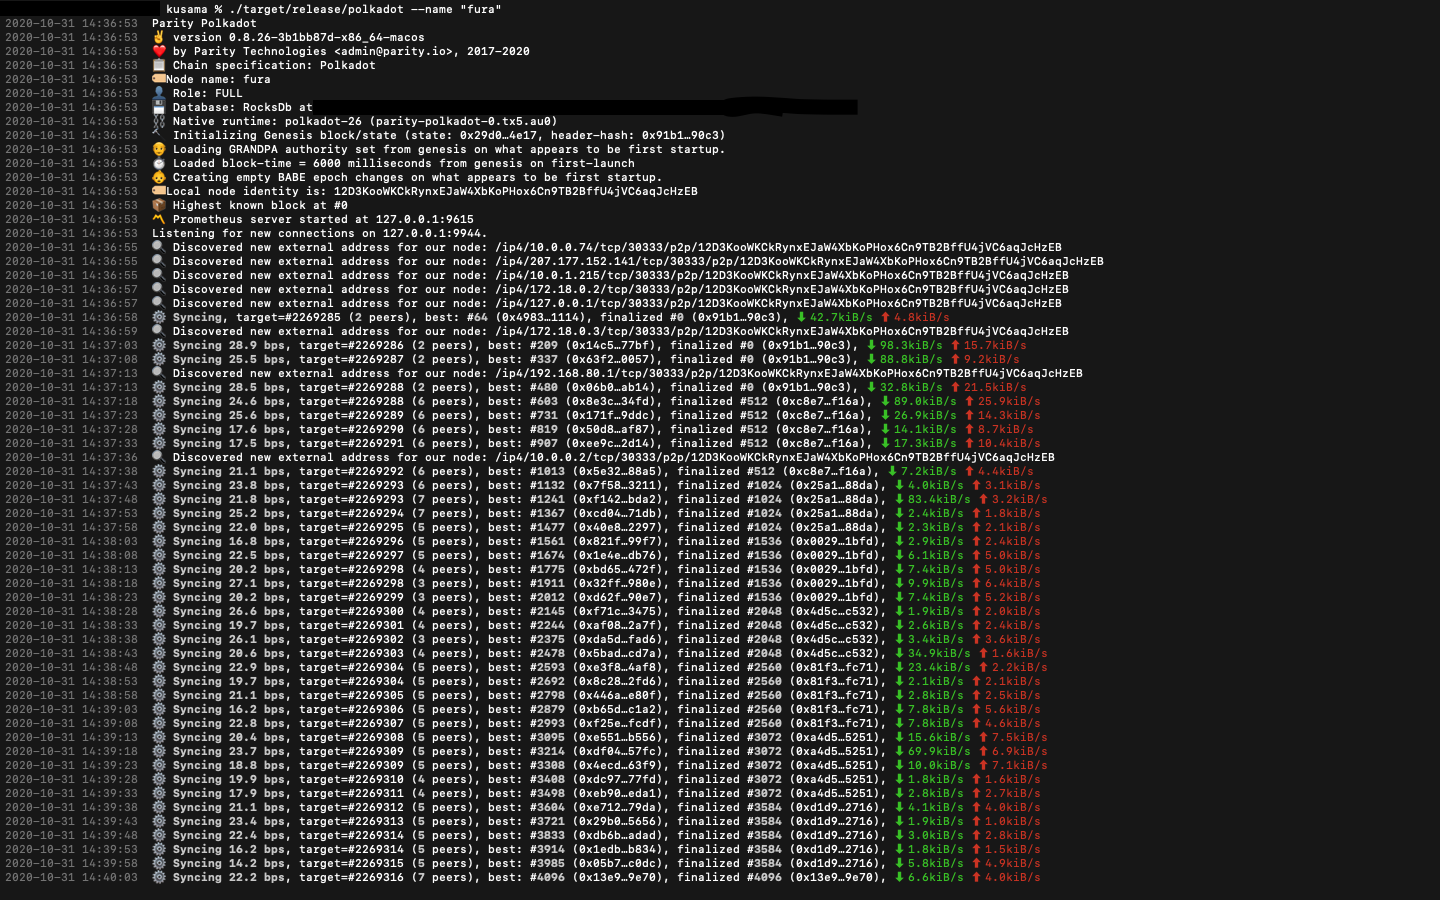 kusama % ./target/release/polkadot --name "fura"
2020-10-31 14:36:53 Parity Polkadot
2020-10-31 14:36:53 ✌️ version 0.8.26-3b1bb87d-x86_64-macos
2020-10-31 14:36:53 ❤️ by Parity Technologies <admin@parity.io>, 2017-2020
2020-10-31 14:36:53 📋 Chain specification: Polkadot
2020-10-31 14:36:53 🏷 Node name: fura
2020-10-31 14:36:53 👤 Role: FULL
2020-10-31 14:36:53 💾 Database: RocksDb at
2020-10-31 14:36:53 ⛓ Native runtime: polkadot-26 (parity-polkadot-0.tx5.au0)
2020-10-31 14:36:53 🔨 Initializing Genesis block/state (state: 0x29d0…4e17, header-hash: 0x91b1…90c3)
2020-10-31 14:36:53 👴 Loading GRANDPA authority set from genesis on what appears to be first startup.
2020-10-31 14:36:53 ⏱ Loaded block-time = 6000 milliseconds from genesis on first-launch
2020-10-31 14:36:53 👶 Creating empty BABE epoch changes on what appears to be first startup.
2020-10-31 14:36:53 🏷 Local node identity is: 12D3KooWKCkRynxEJaW4XbKoPHox6Cn9TB2BffU4jVC6aqJcHzEB
2020-10-31 14:36:53 📦 Highest known block at #0
2020-10-31 14:36:53 〽️ Prometheus server started at 127.0.0.1:9615
2020-10-31 14:36:53 Listening for new connections on 127.0.0.1:9944.
2020-10-31 14:36:55 🔍 Discovered new external address for our node: /ip4/10.0.0.74/tcp/30333/p2p/12D3KooWKCkRynxEJaW4XbKoPHox6Cn9TB2BffU4jVC6aqJcHzEB
2020-10-31 14:36:55 🔍 Discovered new external address for our node: /ip4/207.177.152.141/tcp/30333/p2p/12D3KooWKCkRynxEJaW4XbKoPHox6Cn9TB2BffU4jVC6aqJcHzEB
2020-10-31 14:36:55 🔍 Discovered new external address for our node: /ip4/10.0.1.215/tcp/30333/p2p/12D3KooWKCkRynxEJaW4XbKoPHox6Cn9TB2BffU4jVC6aqJcHzEB
2020-10-31 14:36:57 🔍 Discovered new external address for our node: /ip4/172.18.0.2/tcp/30333/p2p/12D3KooWKCkRynxEJaW4XbKoPHox6Cn9TB2BffU4jVC6aqJcHzEB
2020-10-31 14:36:57 🔍 Discovered new external address for our node: /ip4/127.0.0.1/tcp/30333/p2p/12D3KooWKCkRynxEJaW4XbKoPHox6Cn9TB2BffU4jVC6aqJcHzEB
2020-10-31 14:36:58 ⚙️ Syncing, target=#2269285 (2 peers), best: #64 (0x4983…1114), finalized #0 (0x91b1…90c3), ⬇ 42.7kiB/s ⬆ 4.8kiB/s
2020-10-31 14:36:59 🔍 Discovered new external address for our node: /ip4/172.18.0.3/tcp/30333/p2p/12D3KooWKCkRynxEJaW4XbKoPHox6Cn9TB2BffU4jVC6aqJcHzEB
2020-10-31 14:37:03 ⚙️ Syncing 28.9 bps, target=#2269286 (2 peers), best: #209 (0x14c5…77bf), finalized #0 (0x91b1…90c3), ⬇ 98.3kiB/s ⬆ 15.7kiB/s
2020-10-31 14:37:08 ⚙️ Syncing 25.5 bps, target=#2269287 (2 peers), best: #337 (0x63f2…0057), finalized #0 (0x91b1…90c3), ⬇ 88.8kiB/s ⬆ 9.2kiB/s
2020-10-31 14:37:13 🔍 Discovered new external address for our node: /ip4/192.168.80.1/tcp/30333/p2p/12D3KooWKCkRynxEJaW4XbKoPHox6Cn9TB2BffU4jVC6aqJcHzEB
2020-10-31 14:37:13 ⚙️ Syncing 28.5 bps, target=#2269288 (2 peers), best: #480 (0x06b0…ab14), finalized #0 (0x91b1…90c3), ⬇ 32.8kiB/s ⬆ 21.5kiB/s
2020-10-31 14:37:18 ⚙️ Syncing 24.6 bps, target=#2269288 (6 peers), best: #603 (0x8e3c…34fd), finalized #512 (0xc8e7…f16a), ⬇ 89.0kiB/s ⬆ 25.9kiB/s
2020-10-31 14:37:23 ⚙️ Syncing 25.6 bps, target=#2269289 (6 peers), best: #731 (0x171f…9ddc), finalized #512 (0xc8e7…f16a), ⬇ 26.9kiB/s ⬆ 14.3kiB/s
2020-10-31 14:37:28 ⚙️ Syncing 17.6 bps, target=#2269290 (6 peers), best: #819 (0x50d8…af87), finalized #512 (0xc8e7…f16a), ⬇ 14.1kiB/s ⬆ 8.7kiB/s
2020-10-31 14:37:33 ⚙️ Syncing 17.5 bps, target=#2269291 (6 peers), best: #907 (0xee9c…2d14), finalized #512 (0xc8e7…f16a), ⬇ 17.3kiB/s ⬆ 10.4kiB/s
2020-10-31 14:37:36 🔍 Discovered new external address for our node: /ip4/10.0.0.2/tcp/30333/p2p/12D3KooWKCkRynxEJaW4XbKoPHox6Cn9TB2BffU4jVC6aqJcHzEB
2020-10-31 14:37:38 ⚙️ Syncing 21.1 bps, target=#2269292 (6 peers), best: #1013 (0x5e32…88a5), finalized #512 (0xc8e7…f16a), ⬇ 7.2kiB/s ⬆ 4.4kiB/s
2020-10-31 14:37:43 ⚙️ Syncing 23.8 bps, target=#2269293 (6 peers), best: #1132 (0x7f58…3211), finalized #1024 (0x25a1…88da), ⬇ 4.0kiB/s ⬆ 3.1kiB/s
2020-10-31 14:37:48 ⚙️ Syncing 21.8 bps, target=#2269293 (7 peers), best: #1241 (0xf142…bda2), finalized #1024 (0x25a1…88da), ⬇ 83.4kiB/s ⬆ 3.2kiB/s
2020-10-31 14:37:53 ⚙️ Syncing 25.2 bps, target=#2269294 (7 peers), best: #1367 (0xcd04…71db), finalized #1024 (0x25a1…88da), ⬇ 2.4kiB/s ⬆ 1.8kiB/s
2020-10-31 14:37:58 ⚙️ Syncing 22.0 bps, target=#2269295 (5 peers), best: #1477 (0x40e8…2297), finalized #1024 (0x25a1…88da), ⬇ 2.3kiB/s ⬆ 2.1kiB/s
2020-10-31 14:38:03 ⚙️ Syncing 16.8 bps, target=#2269296 (5 peers), best: #1561 (0x821f…99f7), finalized #1536 (0x0029…1bfd), ⬇ 2.9kiB/s ⬆ 2.4kiB/s
2020-10-31 14:38:08 ⚙️ Syncing 22.5 bps, target=#2269297 (5 peers), best: #1674 (0x1e4e…db76), finalized #1536 (0x0029…1bfd), ⬇ 6.1kiB/s ⬆ 5.0kiB/s
2020-10-31 14:38:13 ⚙️ Syncing 20.2 bps, target=#2269298 (4 peers), best: #1775 (0xbd65…472f), finalized #1536 (0x0029…1bfd), ⬇ 7.4kiB/s ⬆ 5.0kiB/s
2020-10-31 14:38:18 ⚙️ Syncing 27.1 bps, target=#2269298 (3 peers), best: #1911 (0x32ff…980e), finalized #1536 (0x0029…1bfd), ⬇ 9.9kiB/s ⬆ 6.4kiB/s
2020-10-31 14:38:23 ⚙️ Syncing 20.2 bps, target=#2269299 (3 peers), best: #2012 (0xd62f…90e7), finalized #1536 (0x0029…1bfd), ⬇ 7.4kiB/s ⬆ 5.2kiB/s
2020-10-31 14:38:28 ⚙️ Syncing 26.6 bps, target=#2269300 (4 peers), best: #2145 (0xf71c…3475), finalized #2048 (0x4d5c…c532), ⬇ 1.9kiB/s ⬆ 2.0kiB/s
2020-10-31 14:38:33 ⚙️ Syncing 19.7 bps, target=#2269301 (4 peers), best: #2244 (0xaf08…2a7f), finalized #2048 (0x4d5c…c532), ⬇ 2.6kiB/s ⬆ 2.4kiB/s
2020-10-31 14:38:38 ⚙️ Syncing 26.1 bps, target=#2269302 (3 peers), best: #2375 (0xda5d…fad6), finalized #2048 (0x4d5c…c532), ⬇ 3.4kiB/s ⬆ 3.6kiB/s
2020-10-31 14:38:43 ⚙️ Syncing 20.6 bps, target=#2269303 (4 peers), best: #2478 (0x5bad…cd7a), finalized #2048 (0x4d5c…c532), ⬇ 34.9kiB/s ⬆ 1.6kiB/s
2020-10-31 14:38:48 ⚙️ Syncing 22.9 bps, target=#2269304 (5 peers), best: #2593 (0xe3f8…4af8), finalized #2560 (0x81f3…fc71), ⬇ 23.4kiB/s ⬆ 2.2kiB/s
2020-10-31 14:38:53 ⚙️ Syncing 19.7 bps, target=#2269304 (5 peers), best: #2692 (0x8c28…2fd6), finalized #2560 (0x81f3…fc71), ⬇ 2.1kiB/s ⬆ 2.1kiB/s
2020-10-31 14:38:58 ⚙️ Syncing 21.1 bps, target=#2269305 (5 peers), best: #2798 (0x446a…e80f), finalized #2560 (0x81f3…fc71), ⬇ 2.8kiB/s ⬆ 2.5kiB/s
2020-10-31 14:39:03 ⚙️ Syncing 16.2 bps, target=#2269306 (5 peers), best: #2879 (0xb65d…c1a2), finalized #2560 (0x81f3…fc71), ⬇ 7.8kiB/s ⬆ 5.6kiB/s
2020-10-31 14:39:08 ⚙️ Syncing 22.8 bps, target=#2269307 (5 peers), best: #2993 (0xf25e…fcdf), finalized #2560 (0x81f3…fc71), ⬇ 7.8kiB/s ⬆ 4.6kiB/s
2020-10-31 14:39:13 ⚙️ Syncing 20.4 bps, target=#2269308 (5 peers), best: #3095 (0xe551…b556), finalized #3072 (0xa4d5…5251), ⬇ 15.6kiB/s ⬆ 7.5kiB/s
2020-10-31 14:39:18 ⚙️ Syncing 23.7 bps, target=#2269309 (5 peers), best: #3214 (0xdf04…57fc), finalized #3072 (0xa4d5…5251), ⬇ 69.9kiB/s ⬆ 6.9kiB/s
2020-10-31 14:39:23 ⚙️ Syncing 18.8 bps, target=#2269309 (5 peers), best: #3308 (0x4ecd…63f9), finalized #3072 (0xa4d5…5251), ⬇ 10.0kiB/s ⬆ 7.1kiB/s
2020-10-31 14:39:28 ⚙️ Syncing 19.9 bps, target=#2269310 (4 peers), best: #3408 (0xdc97…77fd), finalized #3072 (0xa4d5…5251), ⬇ 1.8kiB/s ⬆ 1.6kiB/s
2020-10-31 14:39:33 ⚙️ Syncing 17.9 bps, target=#2269311 (4 peers), best: #3498 (0xeb90…eda1), finalized #3072 (0xa4d5…5251), ⬇ 2.8kiB/s ⬆ 2.7kiB/s
2020-10-31 14:39:38 ⚙️ Syncing 21.1 bps, target=#2269312 (5 peers), best: #3604 (0xe712…79da), finalized #3584 (0xd1d9…2716), ⬇ 4.1kiB/s ⬆ 4.0kiB/s
2020-10-31 14:39:43 ⚙️ Syncing 23.4 bps, target=#2269313 (5 peers), best: #3721 (0x29b0…5656), finalized #3584 (0xd1d9…2716), ⬇ 1.9kiB/s ⬆ 1.0kiB/s
2020-10-31 14:39:48 ⚙️ Syncing 22.4 bps, target=#2269314 (5 peers), best: #3833 (0xdb6b…adad), finalized #3584 (0xd1d9…2716), ⬇ 3.0kiB/s ⬆ 2.8kiB/s
2020-10-31 14:39:53 ⚙️ Syncing 16.2 bps, target=#2269314 (5 peers), best: #3914 (0x1edb…b834), finalized #3584 (0xd1d9…2716), ⬇ 1.8kiB/s ⬆ 1.5kiB/s
2020-10-31 14:39:58 ⚙️ Syncing 14.2 bps, target=#2269315 (5 peers), best: #3985 (0x05b7…c0dc), finalized #3584 (0xd1d9…2716), ⬇ 5.8kiB/s ⬆ 4.9kiB/s
2020-10-31 14:40:03 ⚙️ Syncing 22.2 bps, target=#2269316 (7 peers), best: #4096 (0x13e9…9e70), finalized #4096 (0x13e9…9e70), ⬇ 6.6kiB/s ⬆ 4.0kiB/s